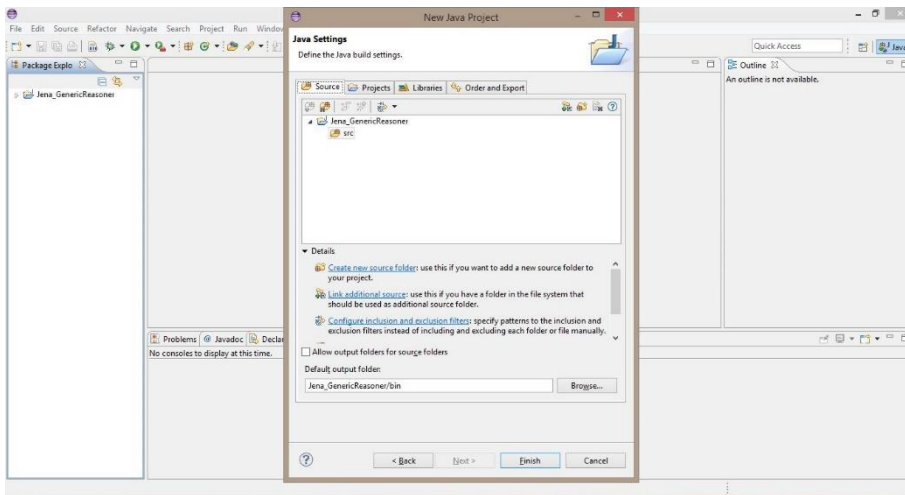 New Java Project
File Edit Source Refactor Navigate Search Project Run Window
Quick Access
Java
Package Explo
Jena_GenericReasoner
Java Settings
Define the Java build settings.
Source Projects Libraries Order and Export
Jena_GenericReasoner
src
Details
Create new source folder: use this if you want to add a new source folder to
your project.
Link additional source: use this if you have a folder in the file system that
should be used as additional source folder.
Configure inclusion and exclusion filters: specify patterns to the inclusion and
exclusion filters instead of including and excluding each folder or file manually.
Allow output folders for source folders
Default output folder:
Jena_GenericReasoner/bin
Browse...
< Back Next > Finish Cancel
Outline
An outline is not available.
Problems @ Javadoc Declar
No consoles to display at this time.